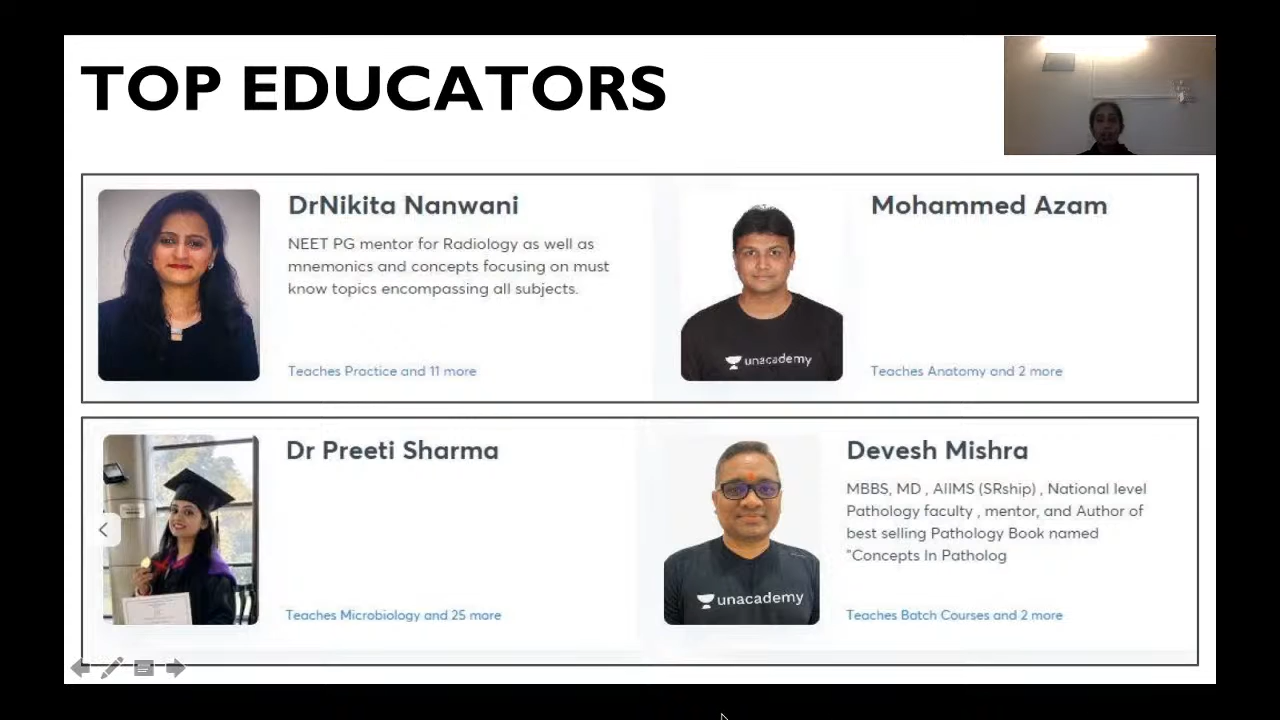 TOP EDUCATORS
DrNikita Nanwani
NEET PG mentor for Radiology as well as
mnemonics and concepts focusing on must
know topics encompassing all subjects.
Teaches Practice and 11 more
Mohammed Azam
unacademy
Teaches Anatomy and 2 more
Dr Preeti Sharma
Teaches Microbiology and 25 more
Devesh Mishra
MBBS, MD , AIIMS (SRship) , National level
Pathology faculty , mentor, and Author of
best selling Pathology Book named
"Concepts In Patholog
unacademy
Teaches Batch Courses and 2 more